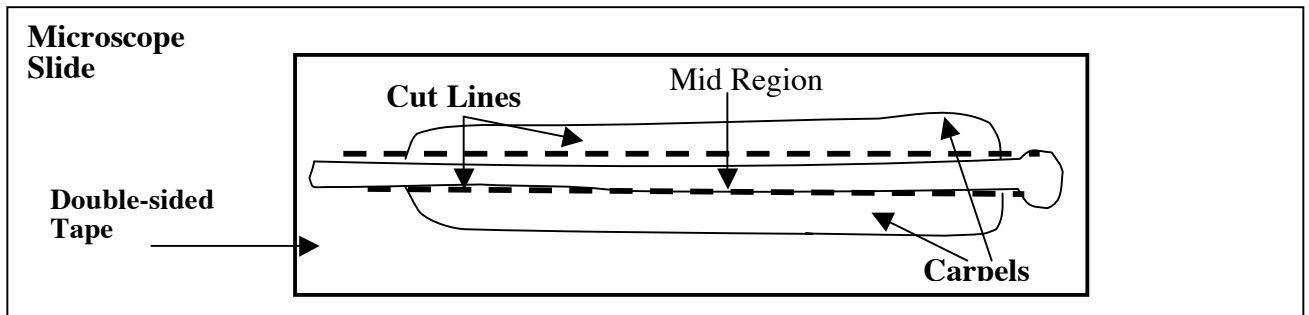 Microscope
Slide
Mid Region
Cut Lines
Double-sided
Tape
Carpels